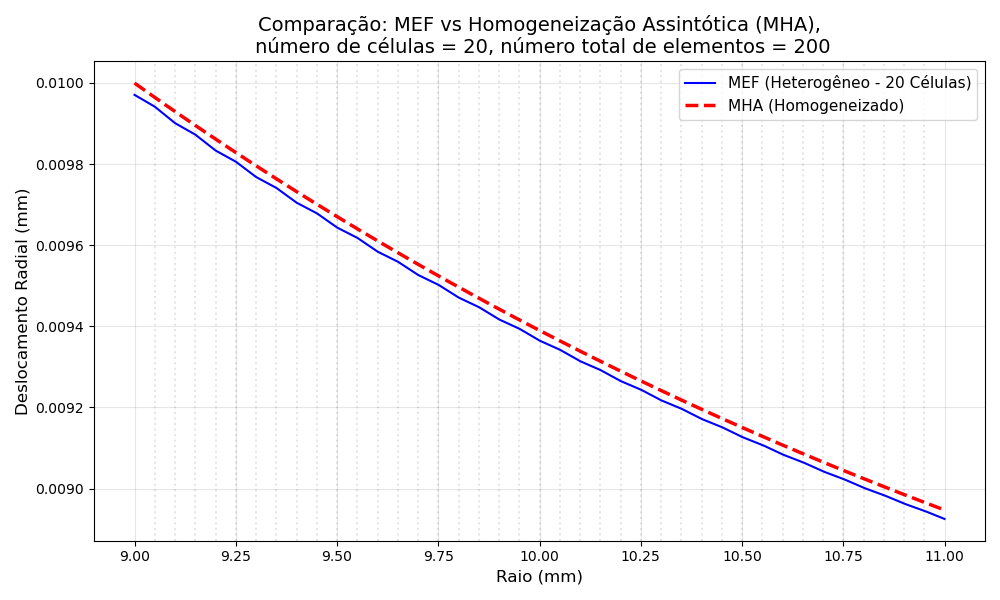 Comparação: MEF vs Homogeneização Assintótica (MHA),
número de células = 20, número total de elementos = 200
MEF (Heterogêneo - 20 Células)
MHA (Homogeneizado)
Deslocamento Radial (mm)
0.0100
0.0098
0.0096
0.0094
0.0092
0.0090
9.00 9.25 9.50 9.75 10.00 10.25 10.50 10.75 11.00
Raio (mm)